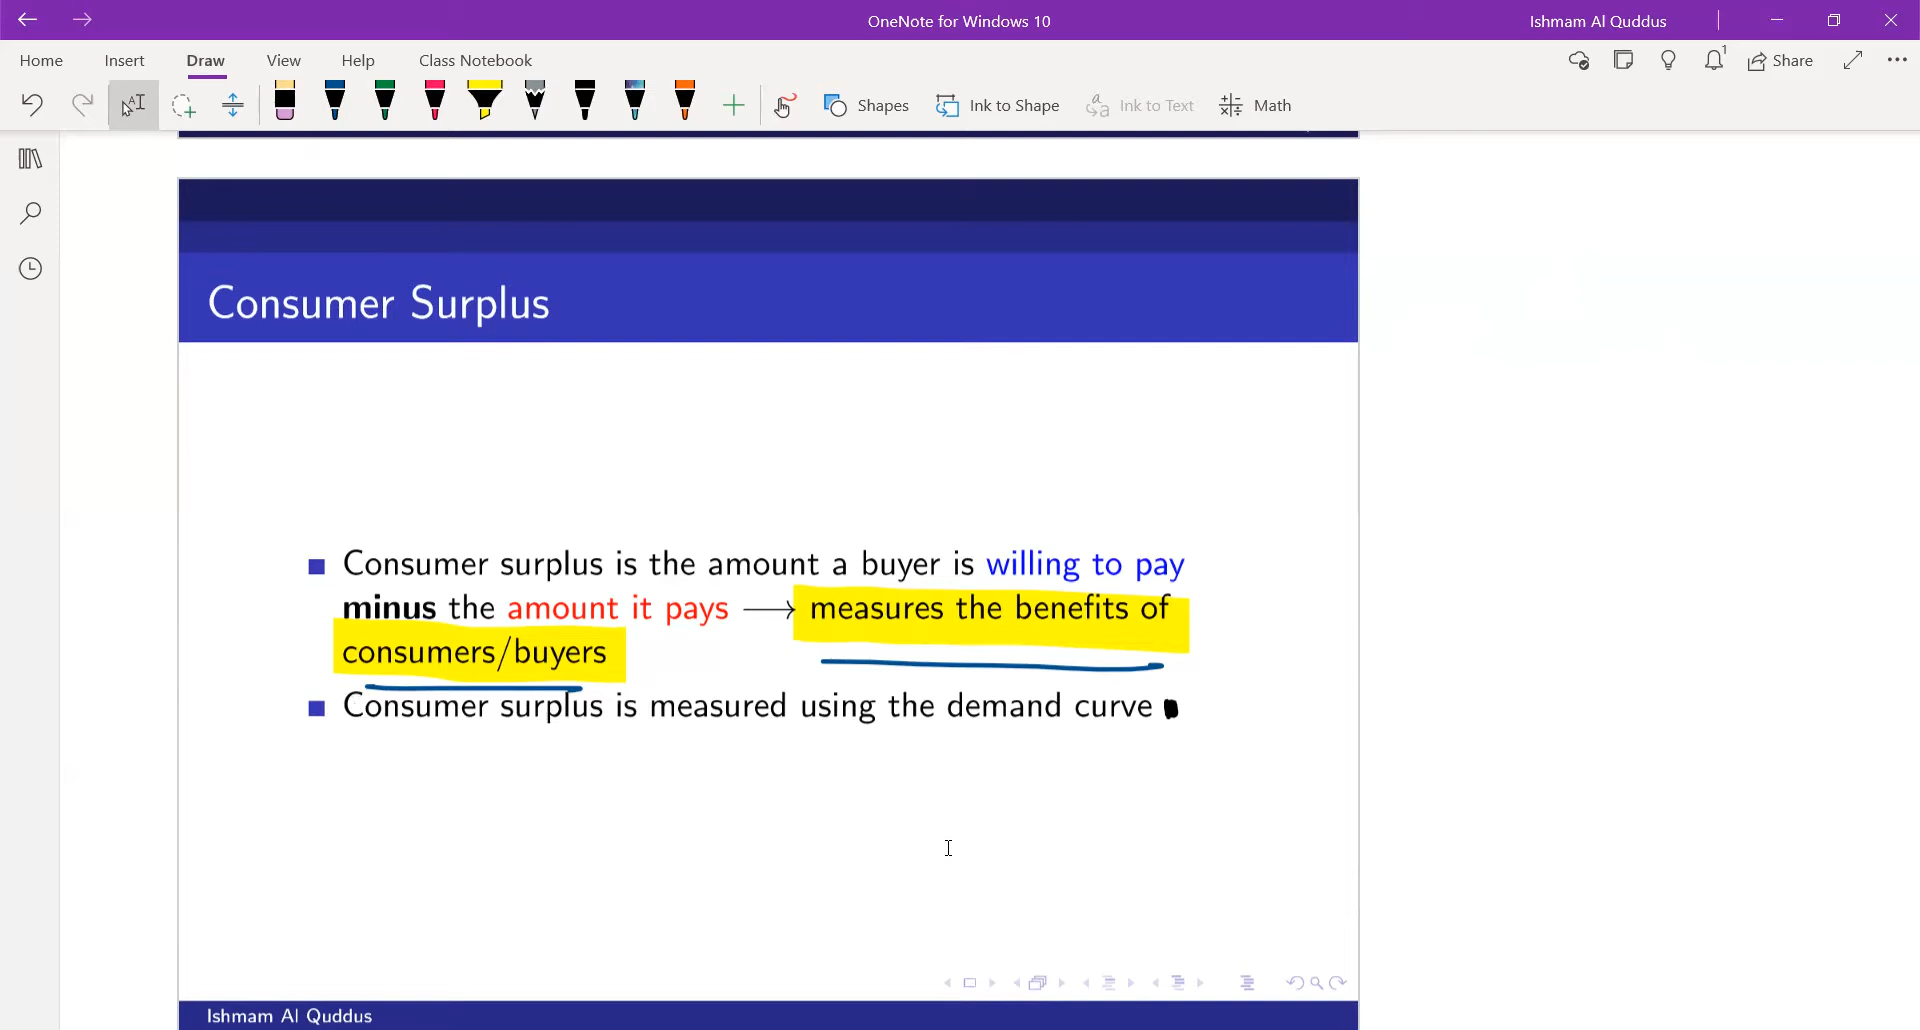 OneNote for Windows 10
Ishmam Al Quddus
Home Insert Draw View Help Class Notebook
1
Share
Shapes Ink to Shape Ink to Text Math
Consumer Surplus
Consumer surplus is the amount a buyer is willing to pay
minus the amount it pays → measures the benefits of
consumers/buyers
Consumer surplus is measured using the demand curve
Ishmam Al Quddus